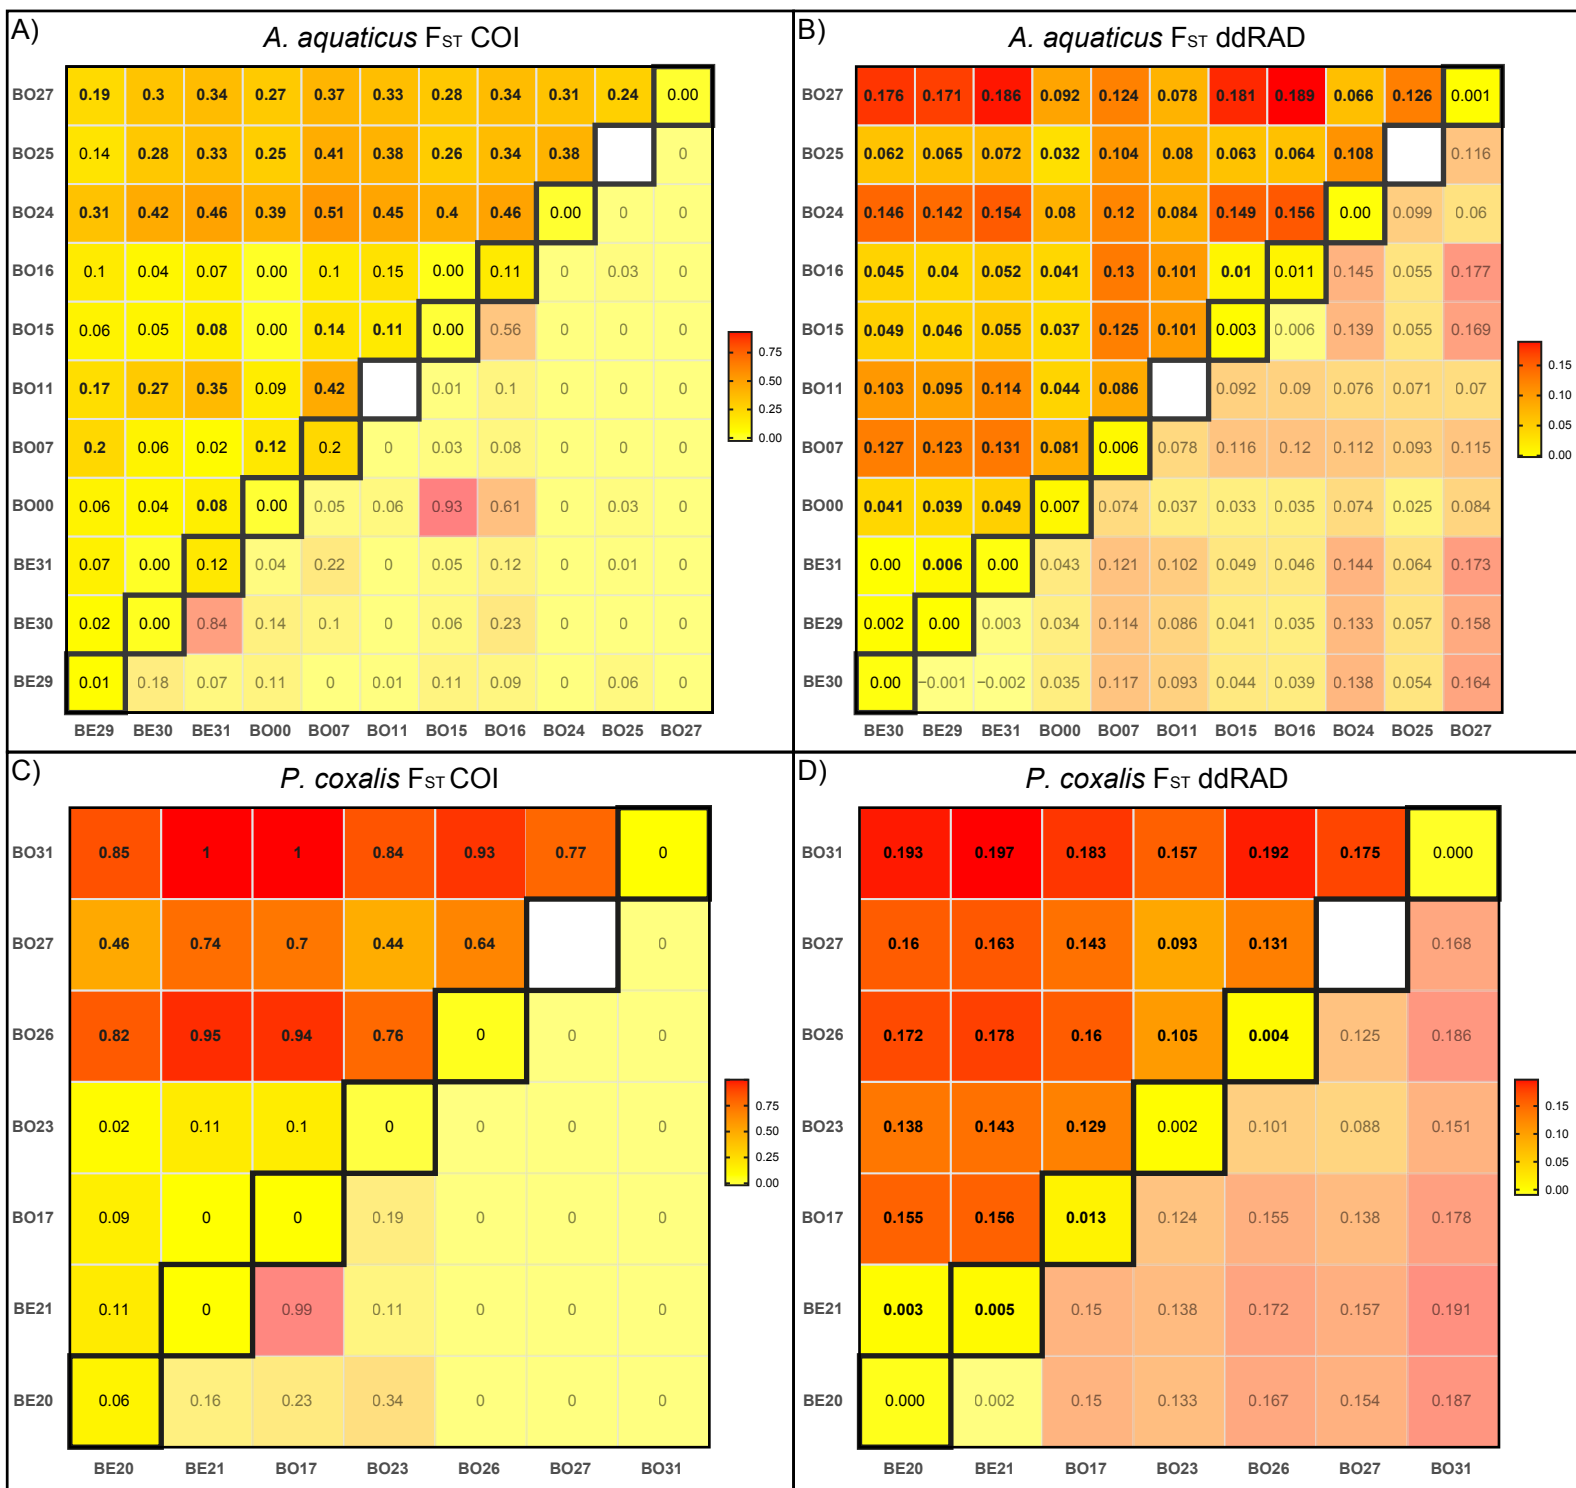 A)
A. aquaticus FST COI
BO27 0.19 0.3 0.34 0.27 0.37 0.33 0.28 0.34 0.31 0.24 0.00
BO25 0.14 0.28 0.33 0.25 0.41 0.38 0.26 0.34 0.38 0
BO24 0.31 0.42 0.46 0.39 0.51 0.45 0.4 0.46 0.00 0 0
BO16 0.1 0.04 0.07 0.00 0.1 0.15 0.00 0.11 0 0.03 0
BO15 0.06 0.05 0.08 0.00 0.14 0.11 0.00 0.56 0 0 0
BO11 0.17 0.27 0.35 0.09 0.42 0.01 0.1 0 0 0
BO07 0.2 0.06 0.02 0.12 0.2 0 0.03 0.08 0 0 0
BO00 0.06 0.04 0.08 0.00 0.05 0.06 0.93 0.61 0 0.03 0
BE31 0.07 0.00 0.12 0.04 0.22 0 0.05 0.12 0 0.01 0
BE30 0.02 0.00 0.84 0.14 0.1 0 0.06 0.23 0 0 0
BE29 0.01 0.18 0.07 0.11 0 0.01 0.11 0.09 0 0.06 0
BE29 BE30 BE31 BO00 BO07 BO11 BO15 BO16 BO24 BO25 BO27
0.75
0.50
0.25
0.00
B)
A. aquaticus FST ddRAD
BO27 0.176 0.171 0.186 0.092 0.124 0.078 0.181 0.189 0.066 0.126 0.001
BO25 0.062 0.065 0.072 0.032 0.104 0.08 0.063 0.064 0.108 0.116
BO24 0.146 0.142 0.154 0.08 0.12 0.084 0.149 0.156 0.00 0.099 0.06
BO16 0.045 0.04 0.052 0.041 0.13 0.101 0.01 0.011 0.145 0.055 0.177
BO15 0.049 0.046 0.055 0.037 0.125 0.101 0.003 0.006 0.139 0.055 0.169
BO11 0.103 0.095 0.114 0.044 0.086 0.092 0.09 0.076 0.071 0.07
BO07 0.127 0.123 0.131 0.081 0.006 0.078 0.116 0.12 0.112 0.093 0.115
BO00 0.041 0.039 0.049 0.007 0.074 0.037 0.033 0.035 0.074 0.025 0.084
BE31 0.00 0.006 0.00 0.043 0.121 0.102 0.049 0.046 0.144 0.064 0.173
BE29 0.002 0.00 0.003 0.034 0.114 0.086 0.041 0.035 0.133 0.057 0.158
BE30 0.00 −0.001 −0.002 0.035 0.117 0.093 0.044 0.039 0.138 0.054 0.164
BE30 BE29 BE31 BO00 BO07 BO11 BO15 BO16 BO24 BO25 BO27
0.15
0.10
0.05
0.00
C)
P. coxalis FST COI
BO31 0.85 1 1 0.84 0.93 0.77 0
BO27 0.46 0.74 0.7 0.44 0.64 0
BO26 0.82 0.95 0.94 0.76 0 0 0
BO23 0.02 0.11 0.1 0 0 0 0
BO17 0.09 0 0 0.19 0 0 0
BE21 0.11 0 0.99 0.11 0 0 0
BE20 0.06 0.16 0.23 0.34 0 0 0
BE20 BE21 BO17 BO23 BO26 BO27 BO31
0.75
0.50
0.25
0.00
D)
P. coxalis FST ddRAD
BO31 0.193 0.197 0.183 0.157 0.192 0.175 0.000
BO27 0.16 0.163 0.143 0.093 0.131 0.168
BO26 0.172 0.178 0.16 0.105 0.004 0.125 0.186
BO23 0.138 0.143 0.129 0.002 0.101 0.088 0.151
BO17 0.155 0.156 0.013 0.124 0.155 0.138 0.178
BE21 0.003 0.005 0.15 0.138 0.172 0.157 0.191
BE20 0.000 0.002 0.15 0.133 0.167 0.154 0.187
BE20 BE21 BO17 BO23 BO26 BO27 BO31
0.15
0.10
0.05
0.00